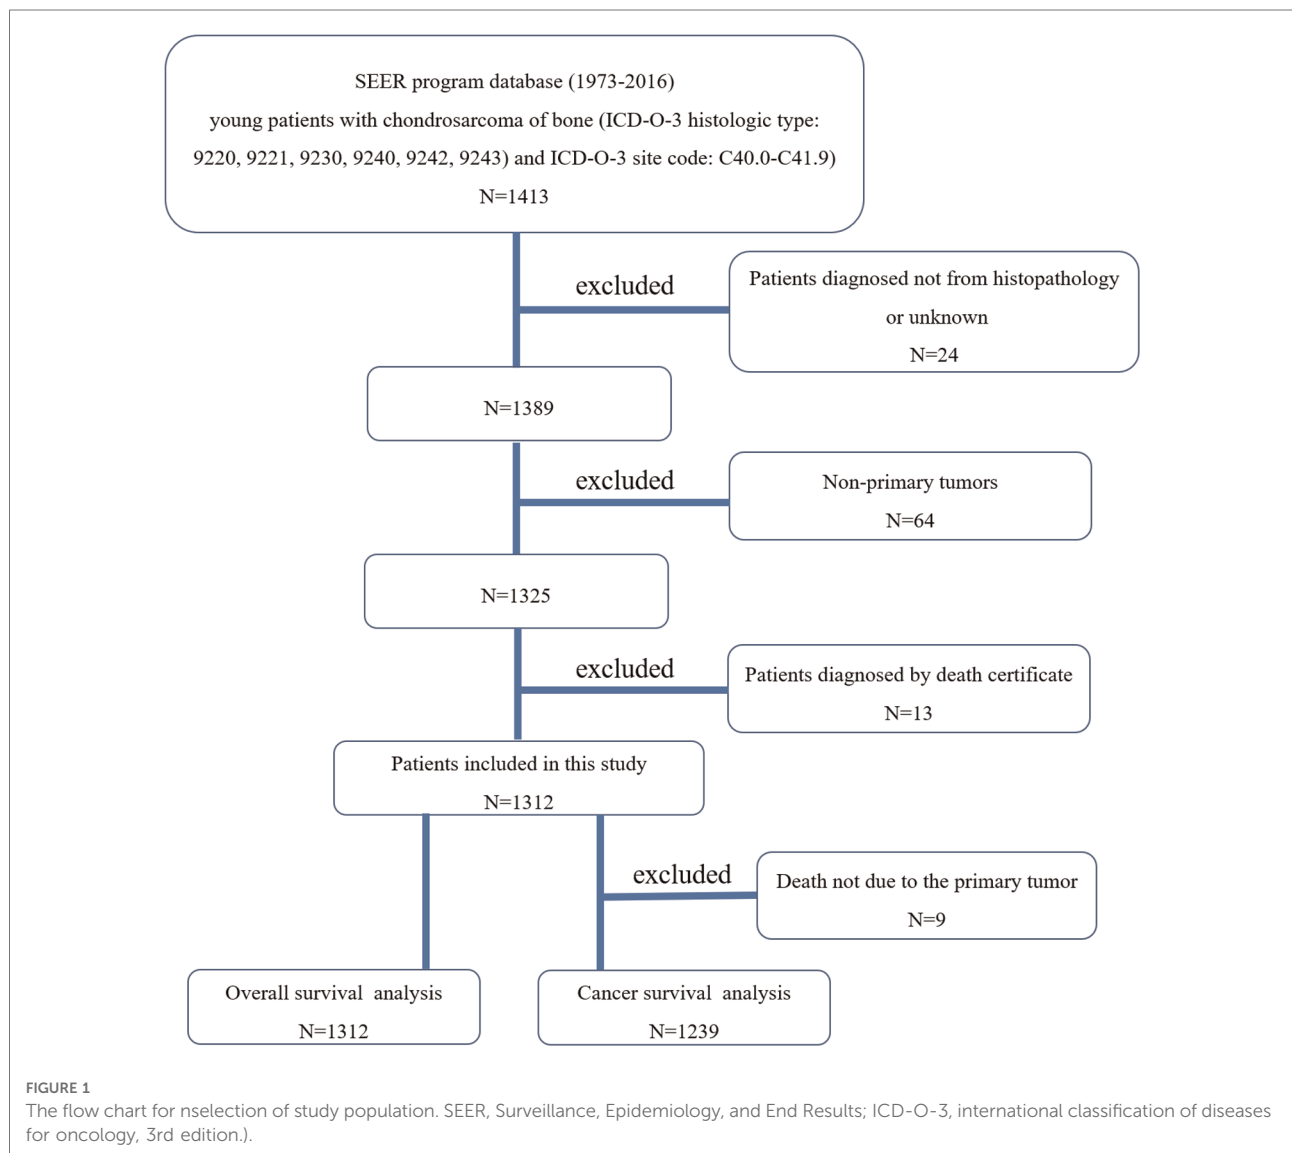 SEER program database (1973-2016)
young patients with chondrosarcoma of bone (ICD-O-3 histologic type:
9220, 9221, 9230, 9240, 9242, 9243) and ICD-O-3 site code: C40.0-C41.9)
N=1413
excluded
Patients diagnosed not from histopathology
or unknown
N=24
N=1389
excluded
Non-primary tumors
N=64
N=1325
excluded
Patients diagnosed by death certificate
N=13
Patients included in this study
N=1312
excluded
Death not due to the primary tumor
N=9
Overall survival analysis
N=1312
Cancer survival analysis
N=1239
FIGURE 1
The flow chart for nselection of study population. SEER, Surveillance, Epidemiology, and End Results; ICD-O-3, international classification of diseases
for oncology, 3rd edition.).